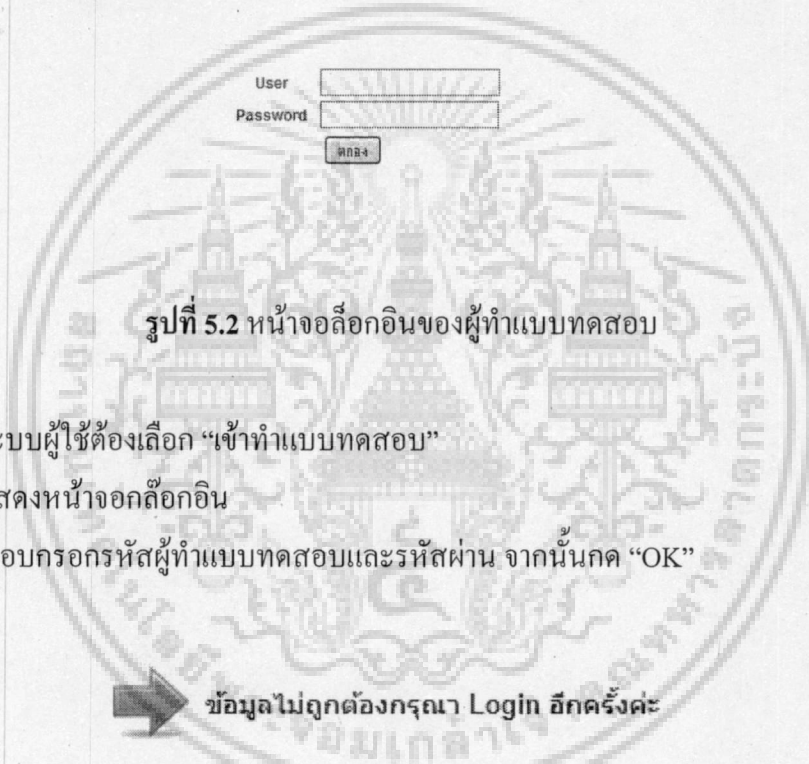 User
Password
ตกลง
รูปที่ 5.2 หน้าจอล็อกอินของผู้ทำแบบทดสอบ
ะบบผู้ใช้ต้องเลือก “เข้าทำแบบทดสอบ”
สดงหน้าจอกล๊อกอิน
อบกรอกรหัสผู้ทำแบบทดสอบและรหัสผ่าน จากนั้นกด “OK”
ข้อมูลไม่ถูกต้องกรุณา Login อีกครั้งค่ะ